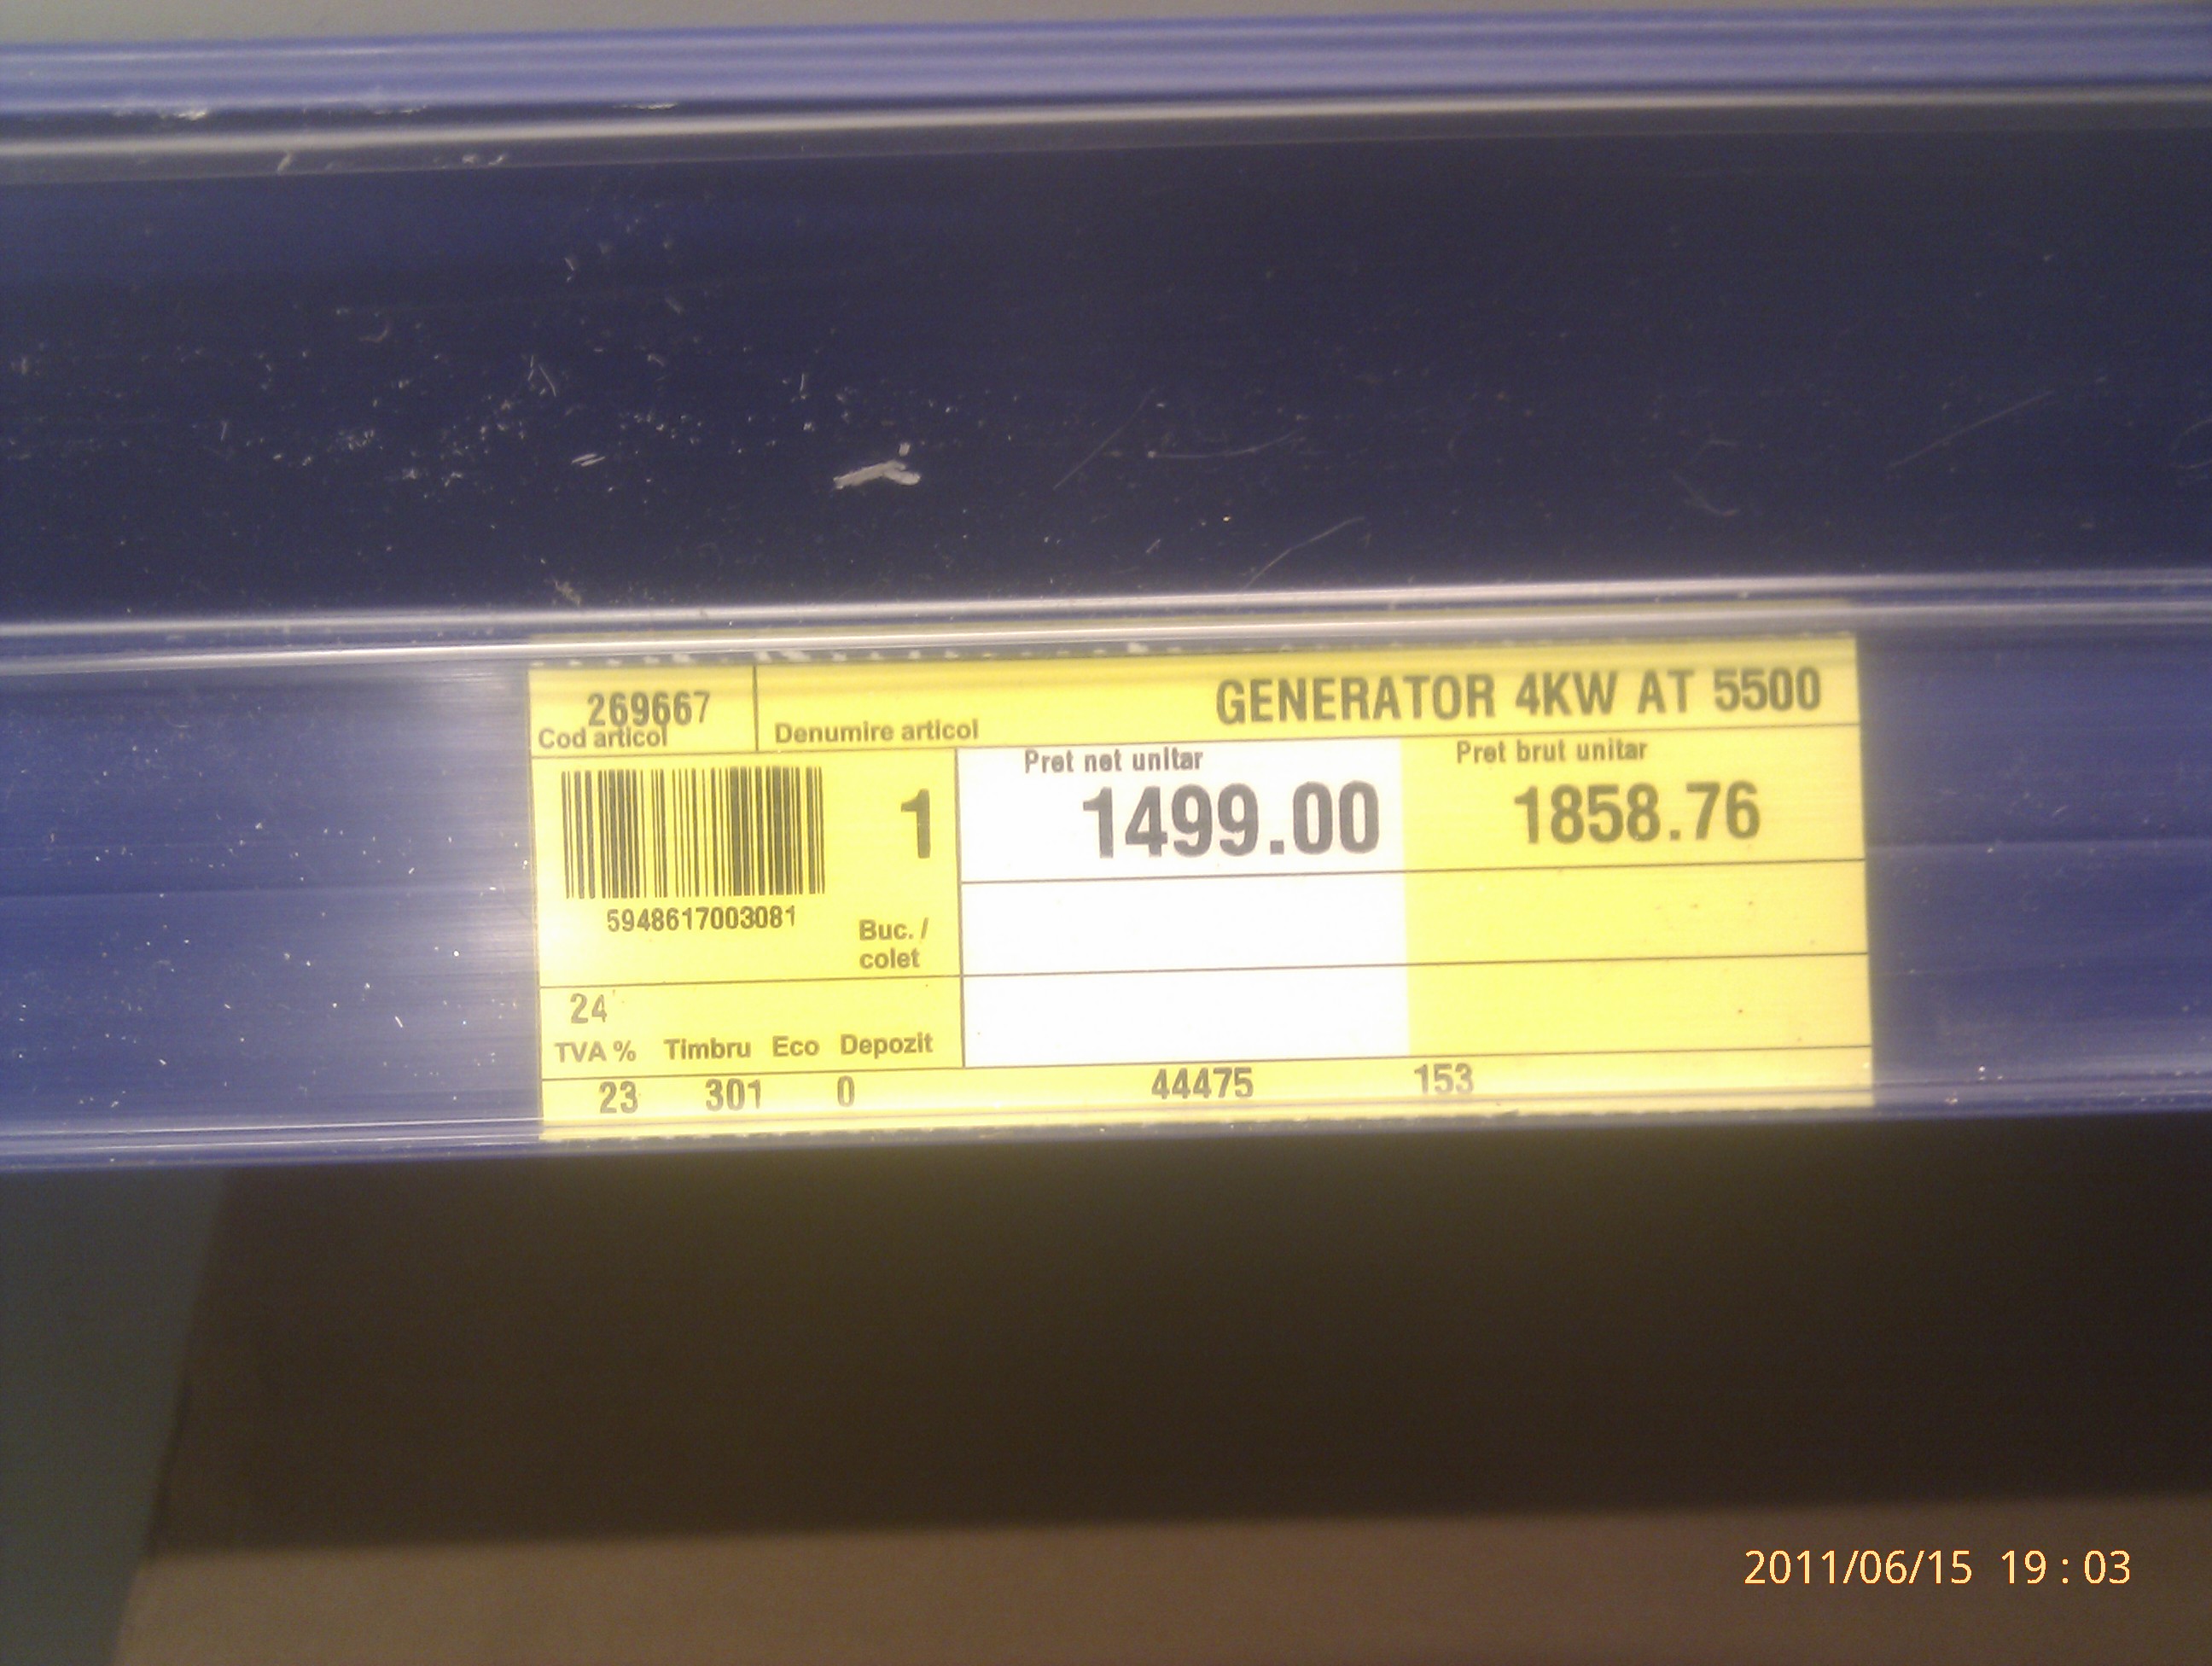 269667
Cod articol
Denumire articol
GENERATOR 4KW AT 5500
Pret net unitar
Pret brut unitar
1
1499.00
1858.76
5948617003081
Buc. /
colet
24
TVA % Timbru Eco Depozit
23 301 0 44475 153
2011/06/15 19:03